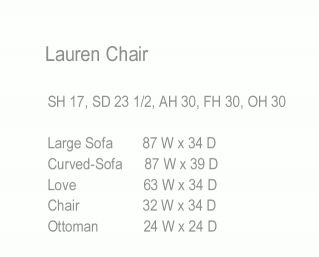 Lauren Chair
SH 17, SD 23 1/2, AH 30, FH 30, OH 30
Large Sofa 87 W x 34 D
Curved-Sofa 87 W x 39 D
Love 63 W x 34 D
Chair 32 W x 34 D
Ottoman 24 W x 24 D